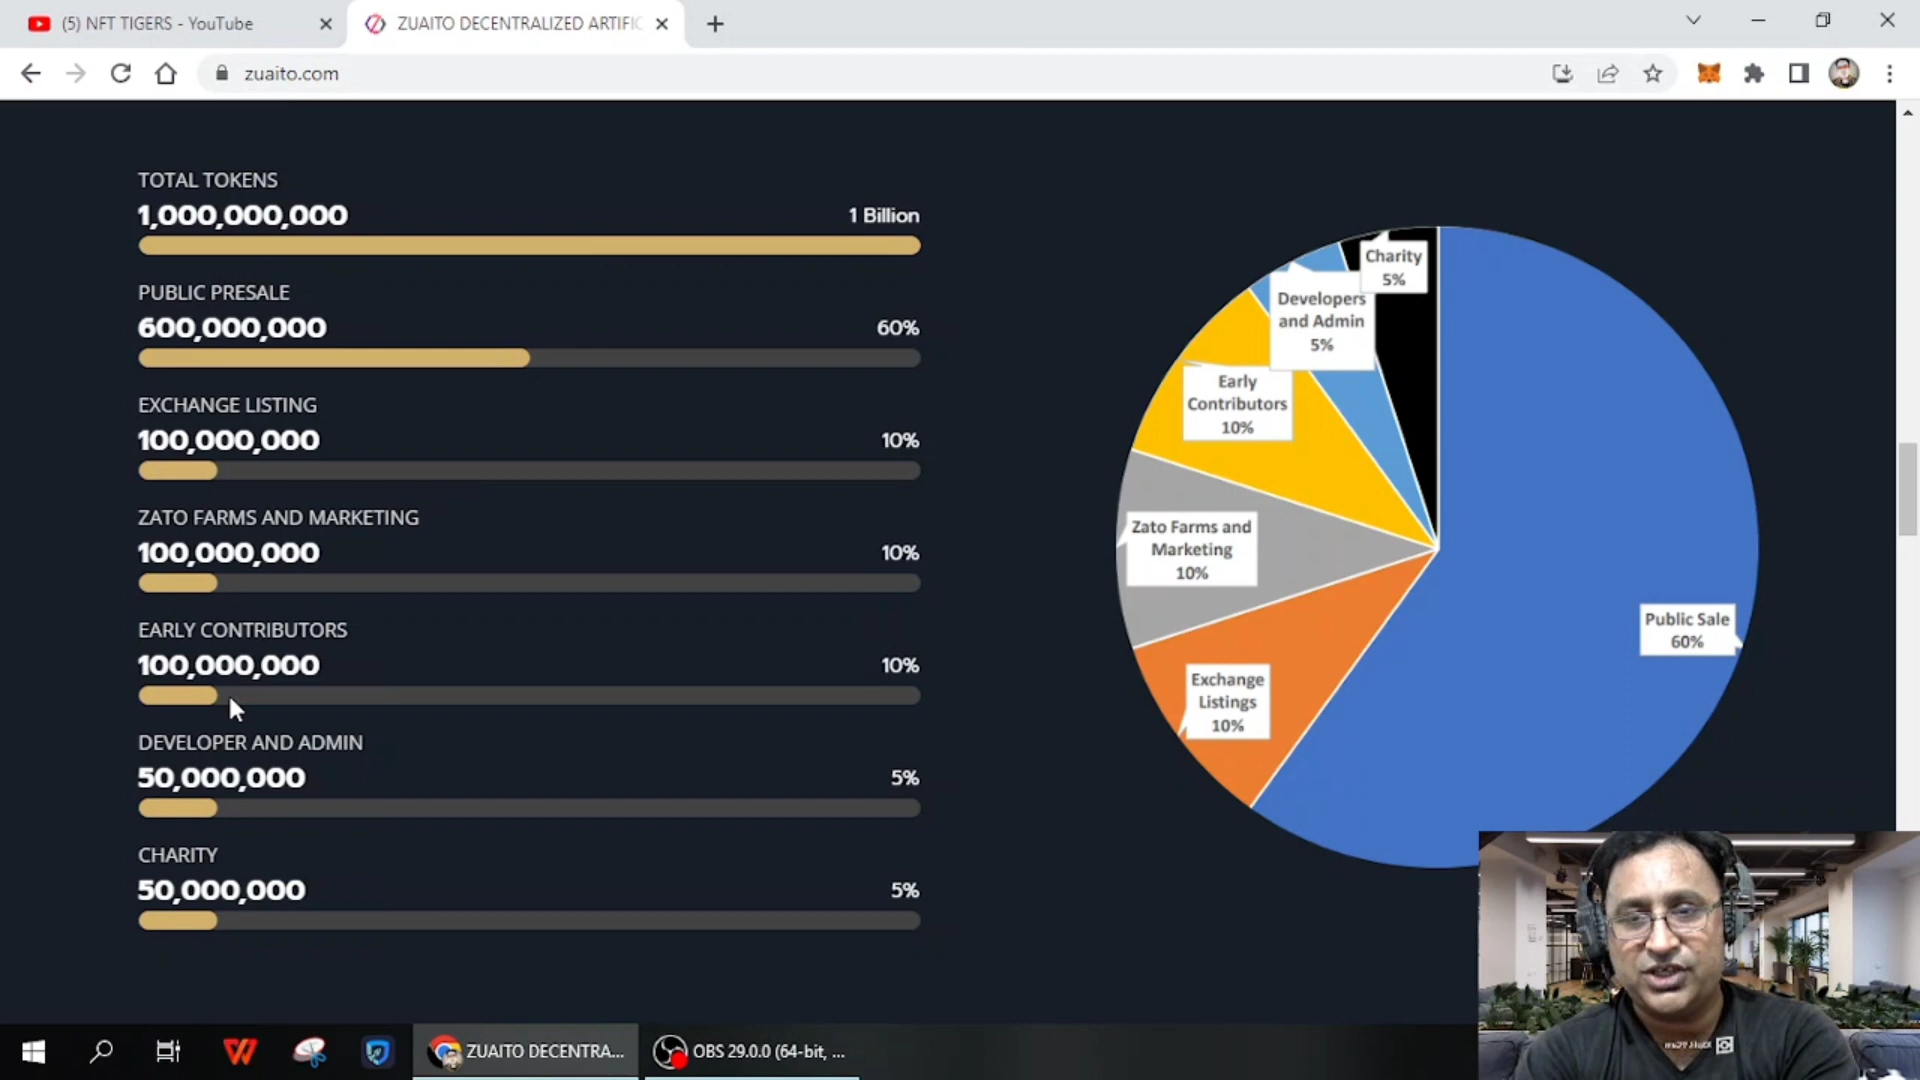 (5) NFT TIGERS - YouTube
ZUAITO DECENTRALIZED ARTIFIC
zuaito.com
TOTAL TOKENS
1,000,000,000
1 Billion
PUBLIC PRESALE
600,000,000
60%
EXCHANGE LISTING
100,000,000
10%
ZATO FARMS AND MARKETING
100,000,000
10%
EARLY CONTRIBUTORS
100,000,000
10%
DEVELOPER AND ADMIN
50,000,000
5%
CHARITY
50,000,000
5%
Charity
5%
Developers
and Admin
5%
Early
Contributors
10%
Zato Farms and
Marketing
10%
Exchange
Listings
10%
Public Sale
60%
ZUAITO DECENTRA...
OBS 29.0.0 (64-bit, ...